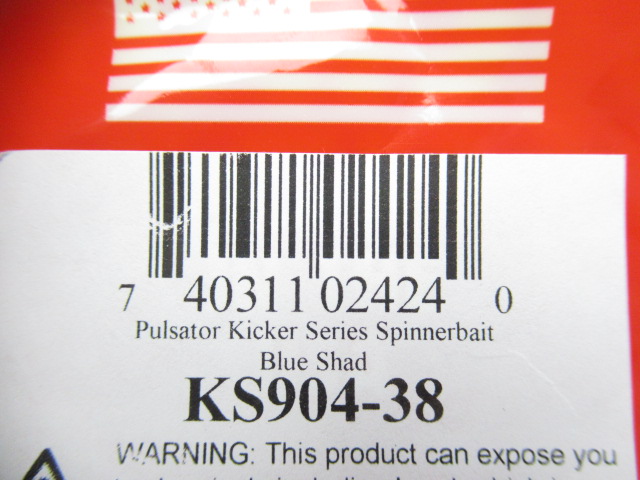 7 40311 02424 0
Pulsator Kicker Series Spinnerbait
Blue Shad
KS904-38
WARNING: This product can expose you